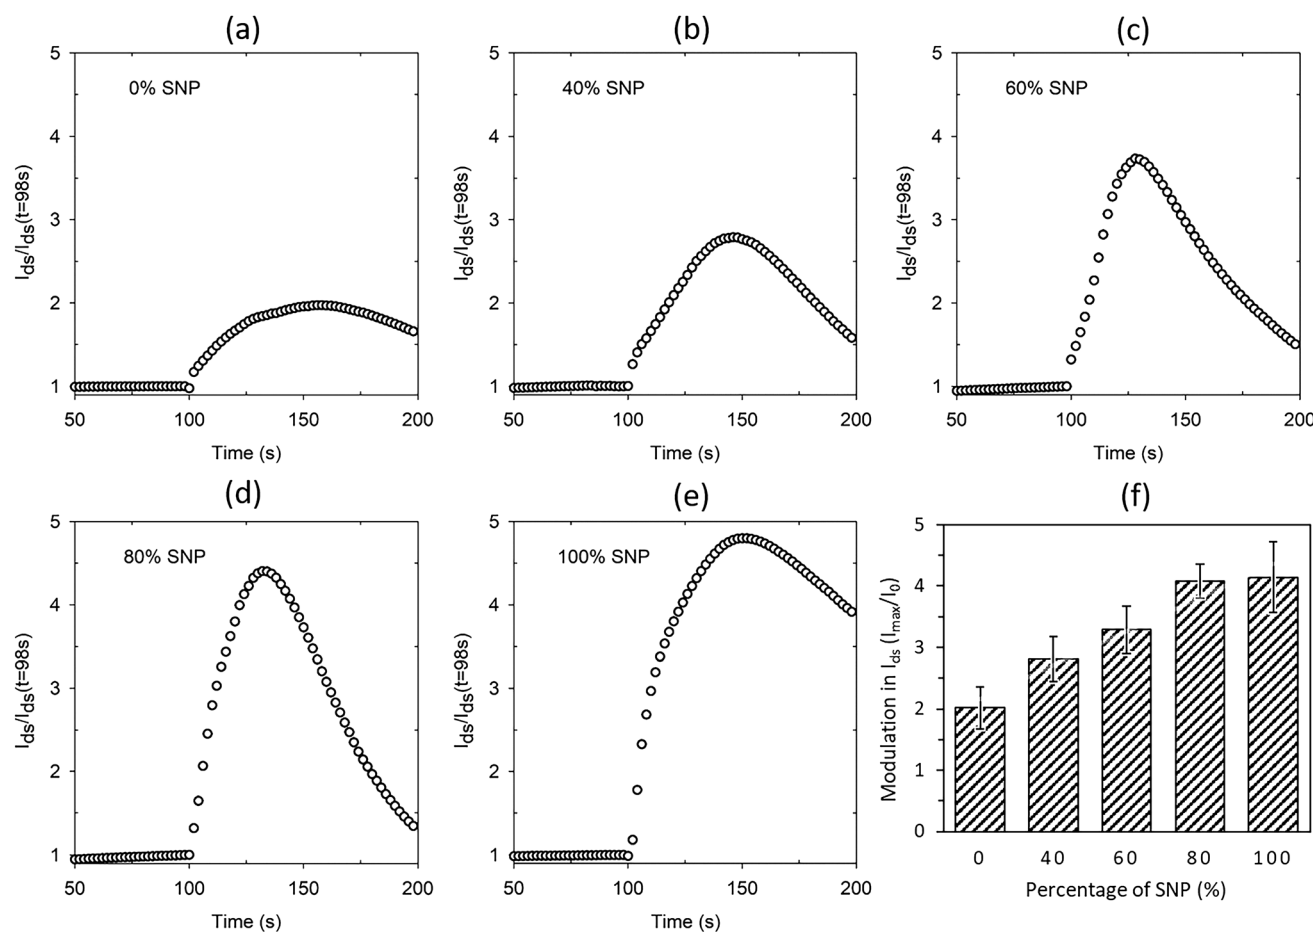 (a)
5
4
3
2
1
0% SNP
Ids/Ids(t=98s)
50 100 150 200
Time (s)
(b)
5
4
3
2
1
40% SNP
Ids/Ids(t=98s)
50 100 150 200
Time (s)
(c)
5
4
3
2
1
60% SNP
Ids/Ids(t=98s)
50 100 150 200
Time (s)
(d)
5
4
3
2
1
80% SNP
Ids/Ids(t=98s)
50 100 150 200
Time (s)
(e)
5
4
3
2
1
100% SNP
Ids/Ids(t=98s)
50 100 150 200
Time (s)
(f)
5
4
3
2
1
0
Modulation in Ids (Imax/I0)
0 40 60 80 100
Percentage of SNP (%)